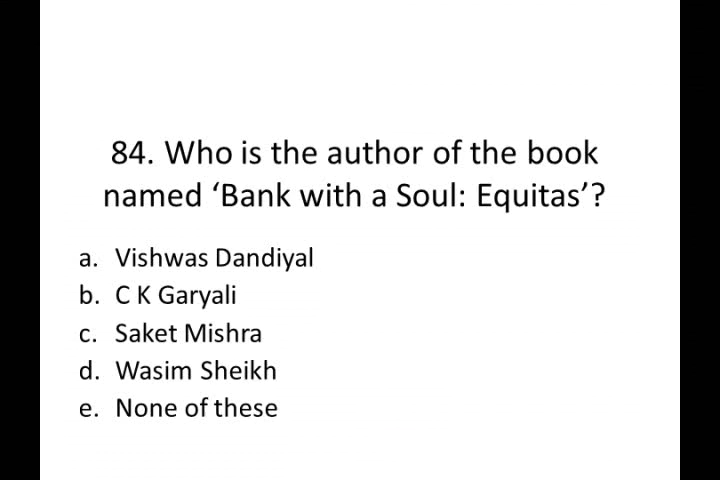 84. Who is the author of the book
named ‘Bank with a Soul: Equitas’?
a. Vishwas Dandiyal
b. C K Garyali
c. Saket Mishra
d. Wasim Sheikh
e. None of these